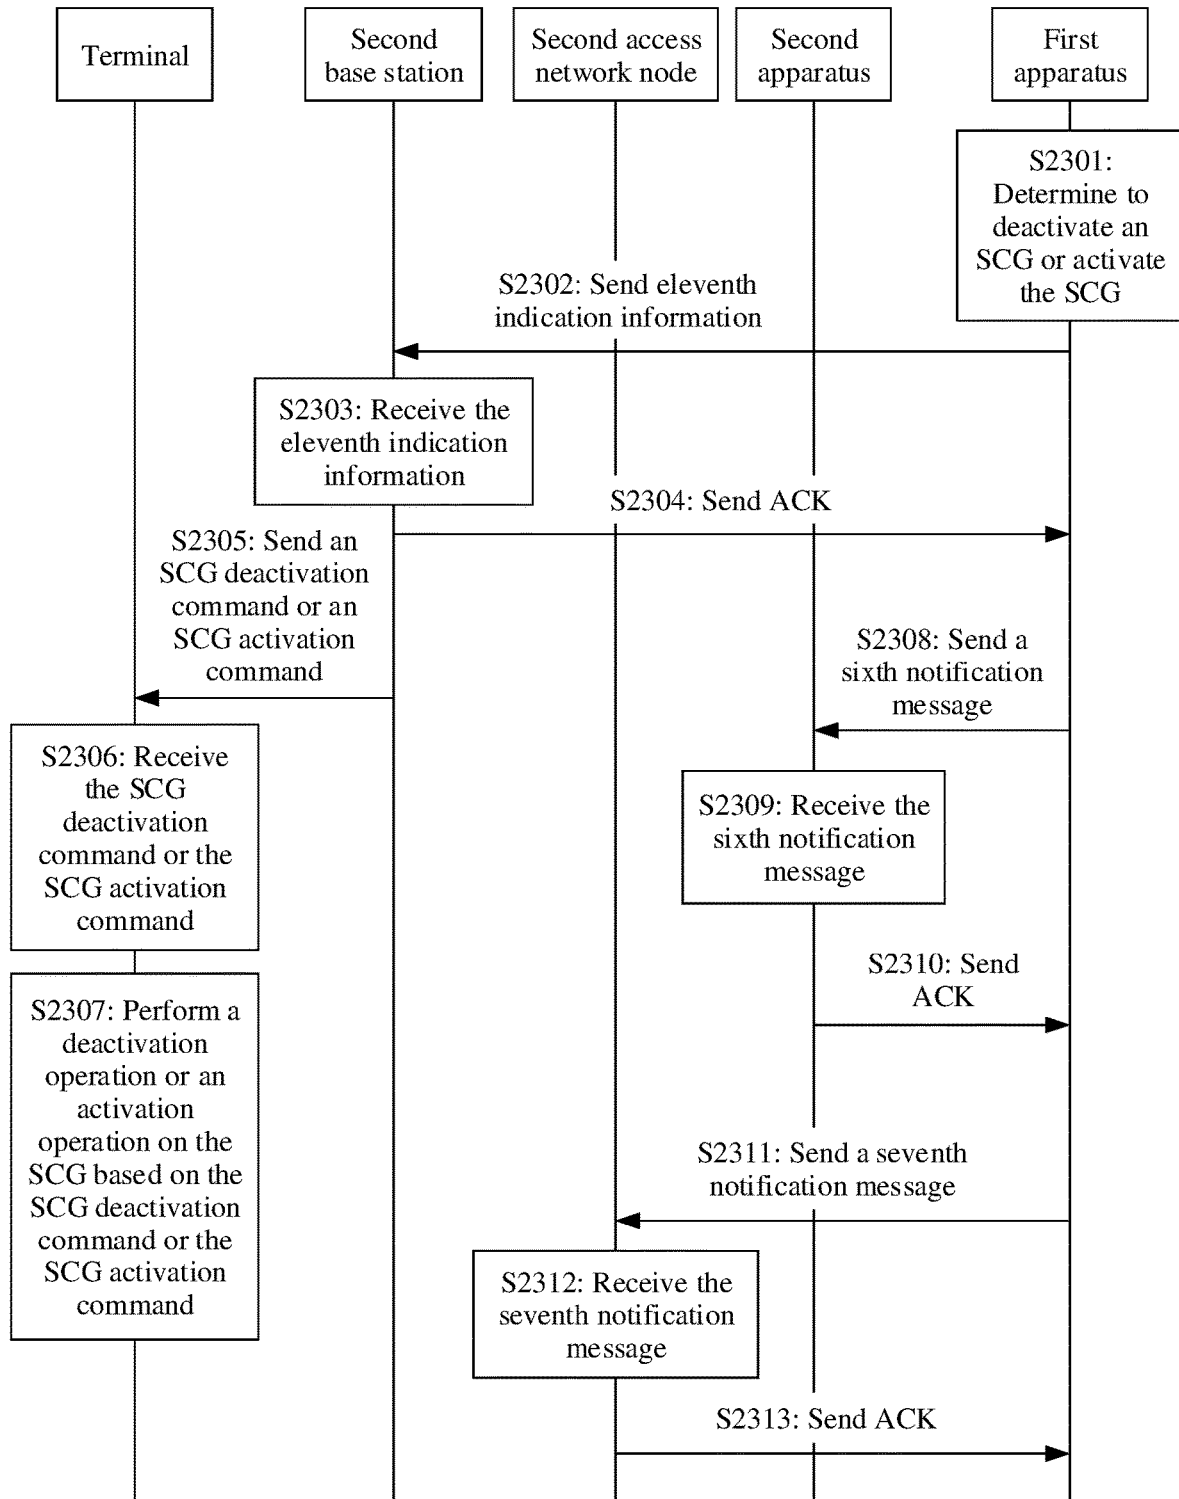 Terminal
Second
base station
Second access
network node
Second
apparatus
First
apparatus
S2301:
Determine to
deactivate an
SCG or activate
the SCG
S2302: Send eleventh
indication information
S2303: Receive the
eleventh indication
information
S2304: Send ACK
S2305: Send an
SCG deactivation
command or an
SCG activation
command
S2308: Send a
sixth notification
message
S2306: Receive
the SCG
deactivation
command or the
SCG activation
command
S2309: Receive the
sixth notification
message
S2310: Send
ACK
S2307: Perform a
deactivation
operation or an
activation
operation on the
SCG based on the
SCG deactivation
command or the
SCG activation
command
S2311: Send a seventh
notification message
S2312: Receive the
seventh notification
message
S2313: Send ACK